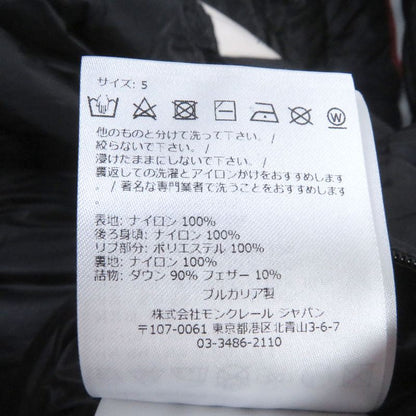 サイズ: 5
他のものと分けて洗って下さい。/
絞らないで下さい。/
浸けたままにしないで下さい。/
裏返しての洗濯とアイロンかけをおすすめします
。/ 著名な専門業者で洗うことをおすすめします
.
表地: ナイロン 100%
後ろ身頃: ナイロン 100%
リブ部分: ポリエステル 100%
裏地: ナイロン 100%
詰物: ダウン 90% フェザー 10%
ブルカリア製
株式会社モンクレール ジャパン
〒107-0061 東京都港区北青山3-6-7
03-3486-2110